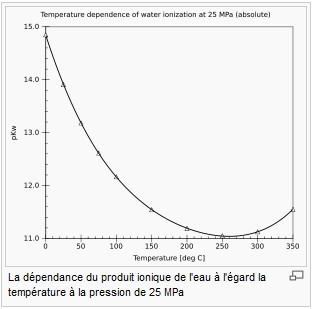 Temperature dependence of water ionization at 25 MPa (absolute)
15.0
14.0
13.0
12.0
11.0
pKw
0 50 100 150 200 250 300 350
Temperature [deg C]
La dépendance du produit ionique de l'eau à l'égard la
température à la pression de 25 MPa